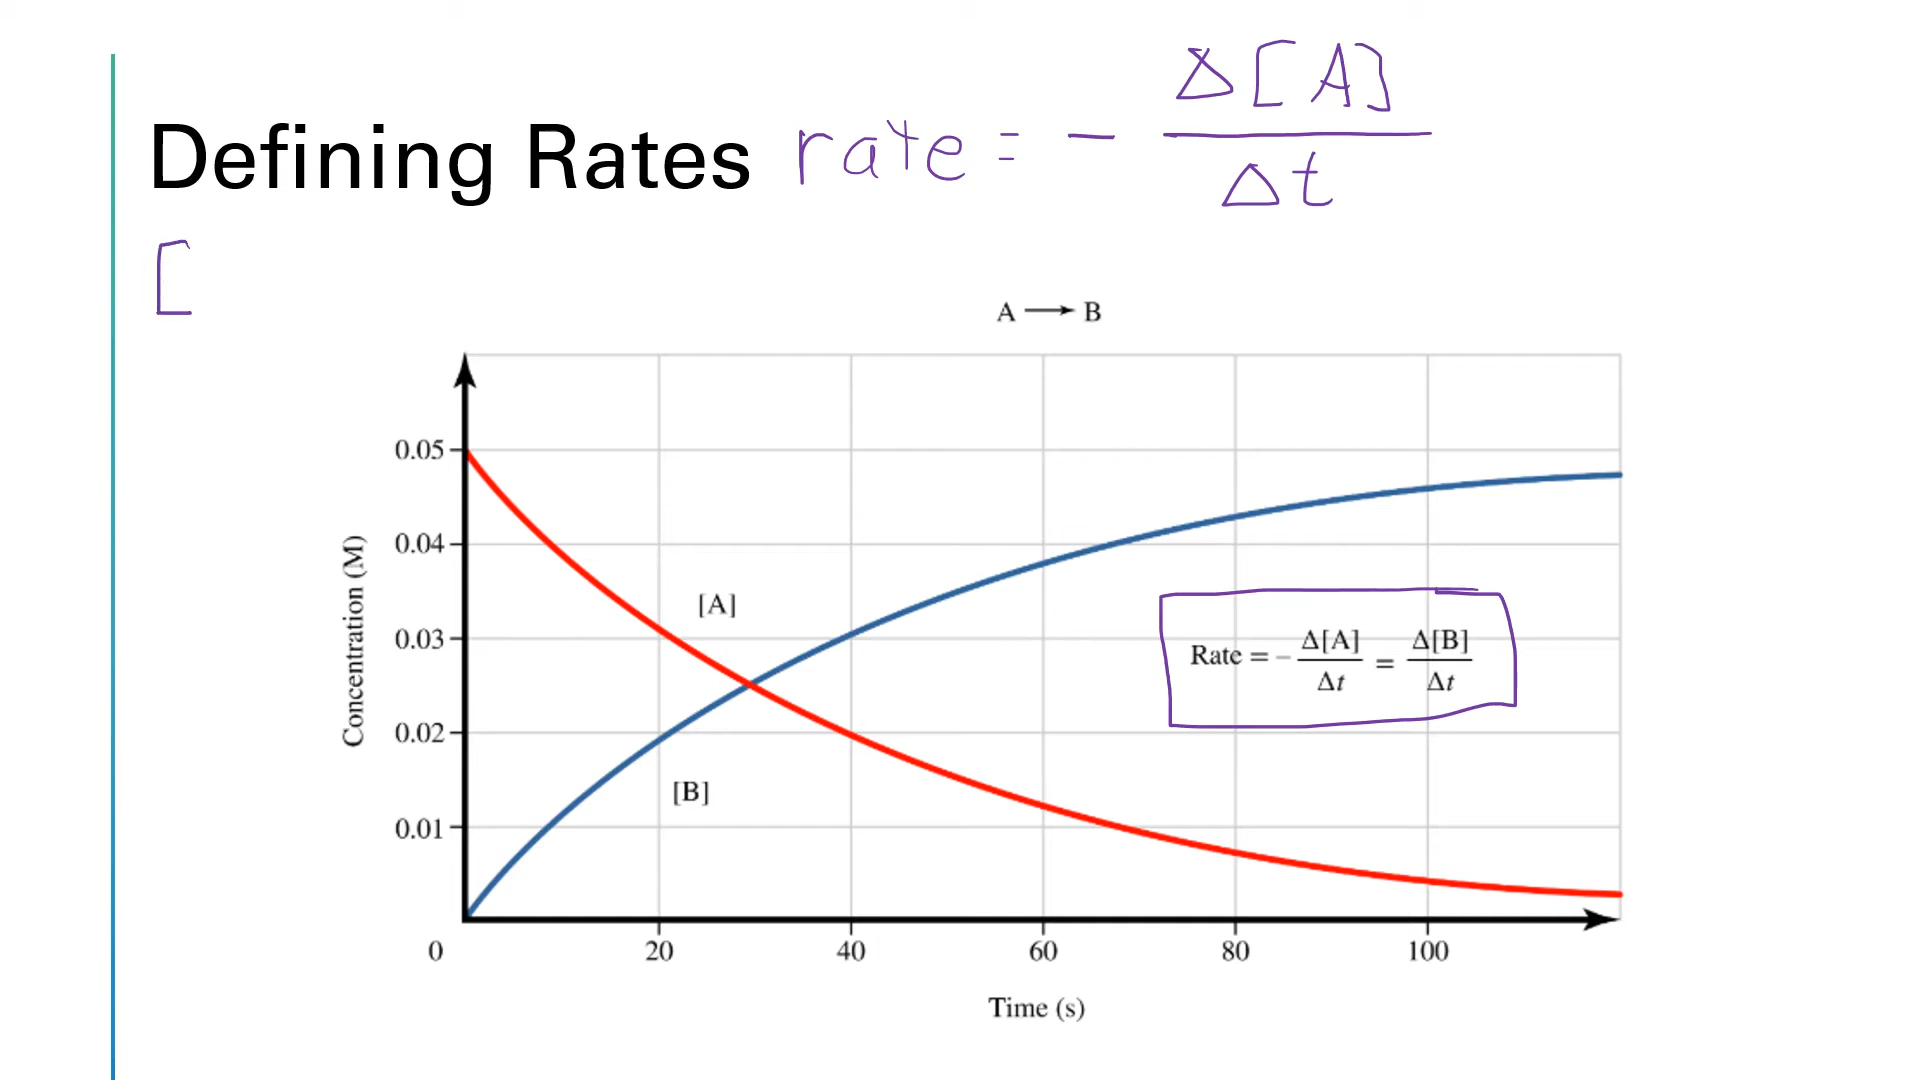 Defining Rates rate = - Δ[A] / Δt
[
A ⟶ B
Concentration (M)
0.05
0.04
0.03
0.02
0.01
[A]
[B]
Rate = - Δ[A] / Δt = Δ[B] / Δt
0 20 40 60 80 100
Time (s)